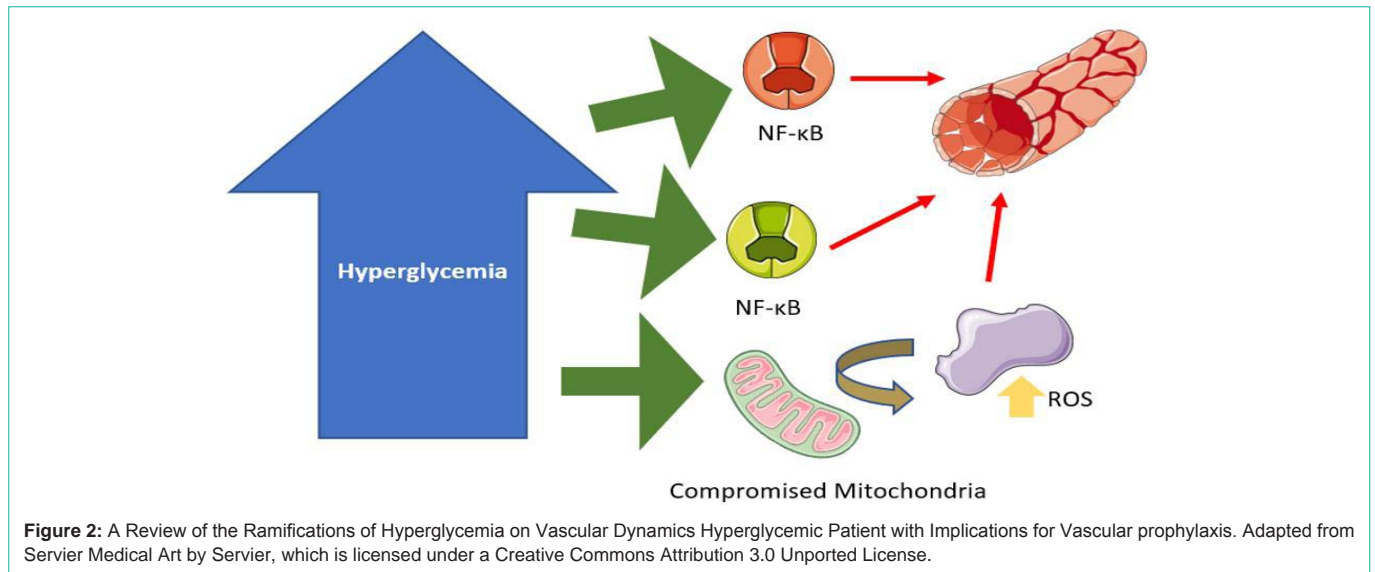 NF-κB
Hyperglycemia
NF-κB
ROS
Compromised Mitochondria
Figure 2: A Review of the Ramifications of Hyperglycemia on Vascular Dynamics Hyperglycemic Patient with Implications for Vascular prophylaxis. Adapted from
Servier Medical Art by Servier, which is licensed under a Creative Commons Attribution 3.0 Unported License.